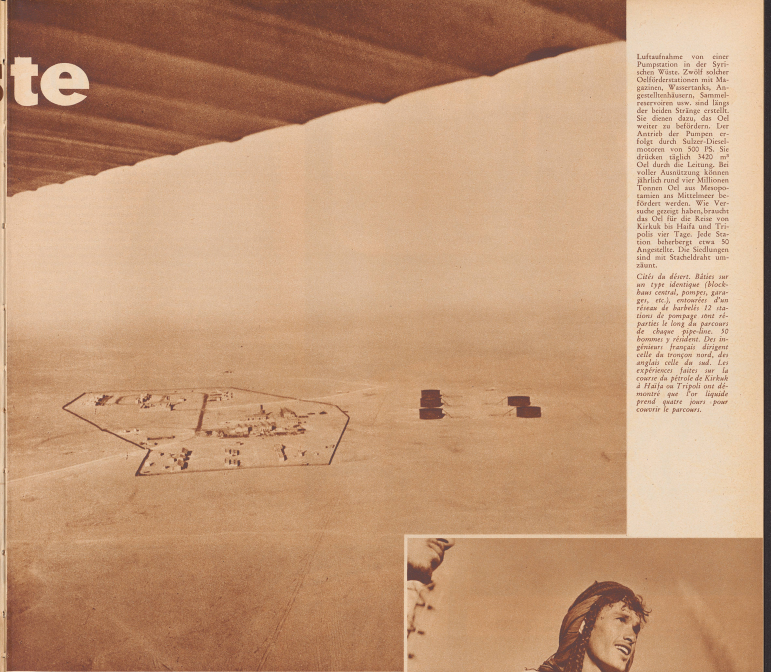 te
Luftaufnahme von einer
Pumpstation in der Syri-
schen Wüste. Zwölf solcher
Oelförderstationen mit Ma-
gazinen, Wassertanks, An-
gestelltenhäusern, Sammel-
reservoiren usw. sind längs
der beiden Stränge erstellt.
Sie dienen dazu, das Oel
weiter zu befördern. Der
Antrieb der Pumpen er-
folgt durch Sulzer-Diesel-
motoren von 500 PS. Sie
drücken täglich 3420 m³
Oel durch die Leitung. Bei
voller Ausnützung können
jährlich rund vier Millionen
Tonnen Oel aus Mesopo-
tamien ans Mittelmeer be-
fördert werden. Wie Ver-
suche gezeigt haben, braucht
das Oel für die Reise von
Kirkuk bis Haifa und Tri-
polis vier Tage. Jede Sta-
tion beherbergt etwa 50
Angestellte. Die Siedlungen
sind mit Stacheldraht um-
zäunt.
Cités du désert. Bâties sur
un type identique (block-
haus central, pompes, gara-
ges, etc.), entourées d'un
réseau de barbelés 12 sta-
tions de pompage sont ré-
parties le long du parcours
de chaque pipe-line. 50
hommes y résident. Des in-
génieurs français dirigent
celle du tronçon nord, des
anglais celle du sud. Les
expériences faites sur la
course du pétrole de Kirkuk
à Haïfa ou Tripoli ont dé-
montré que l'or liquide
prend quatre jours pour
couvrir le parcours.